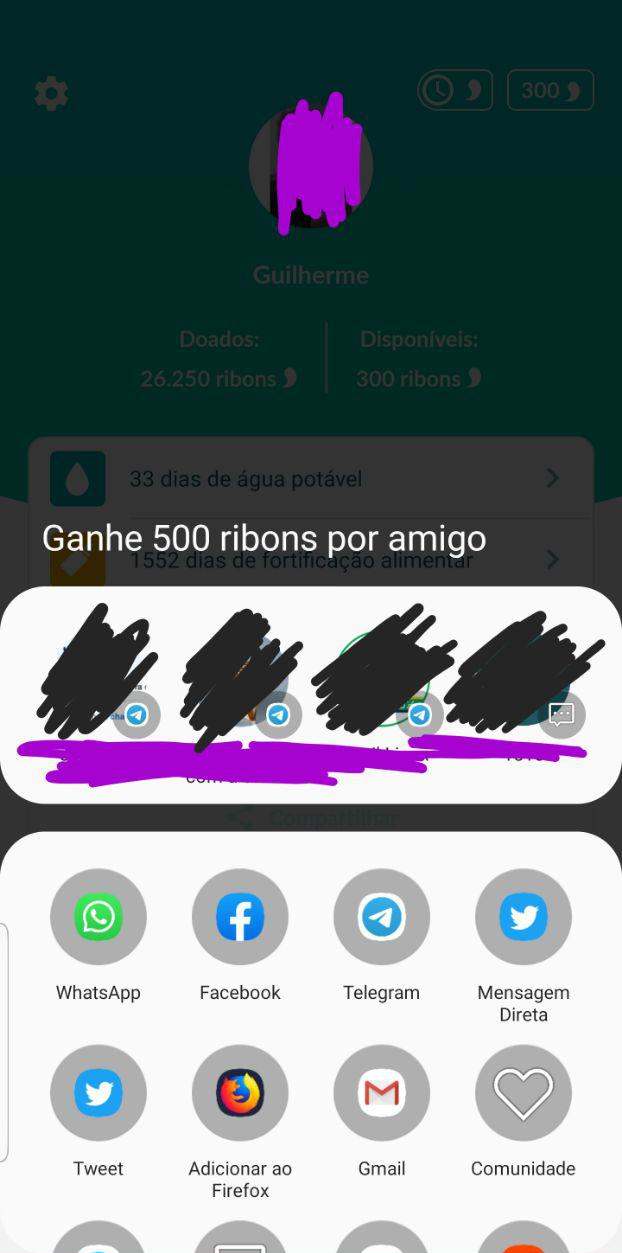 300
Guilherme
Doados:
Disponíveis:
26.250 ribons
300 ribons
33 dias de água potável
Ganhe 500 ribons por amigo
1552 dias de fortificação alimentar
Compartilhar
WhatsApp
Facebook
Telegram
Mensagem
Direta
Tweet
Adicionar ao
Firefox
Gmail
Comunidade